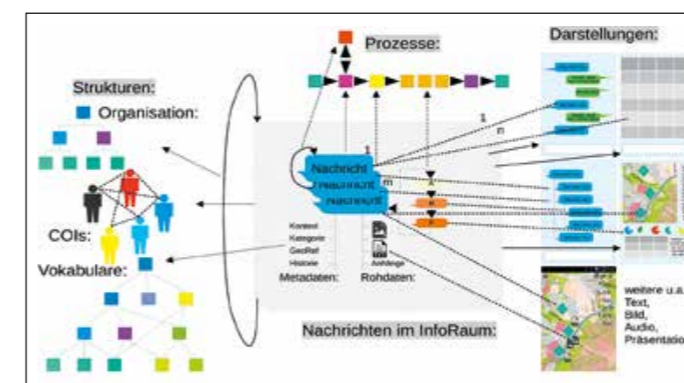 Strukturen:
Organisation:
COIs:
Vokabulare:
Prozesse:
1
n
1
m
Nachricht
Nachricht
Nachricht
Kontext
Kategorie
GeoRef
Historie
Metadaten:
Anhänge
Rohdaten:
Nachrichten im InfoRaum:
Darstellungen:
weitere u.a.
Text,
Bild,
Audio,
Präsentatio